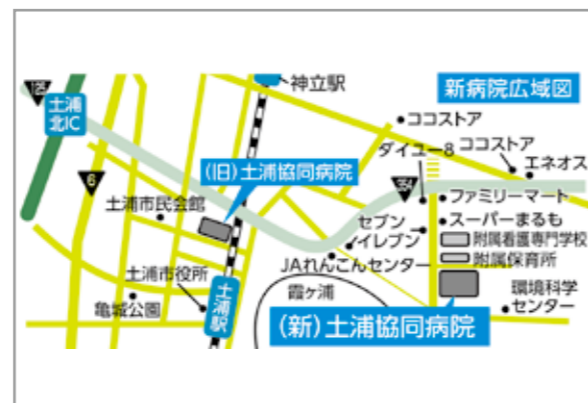 神立駅
新病院広域図
125
土浦
北IC
ココストア
ダイユー8
ココストア
エネオス
(旧)土浦協同病院
6
354
ファミリーマート
土浦市民会館
セブン
イレブン
スーパーまるも
附属看護専門学校
附属保育所
JAれんこんセンター
土浦市役所
霞ヶ浦
環境科学
センター
亀城公園
土浦駅
(新)土浦協同病院